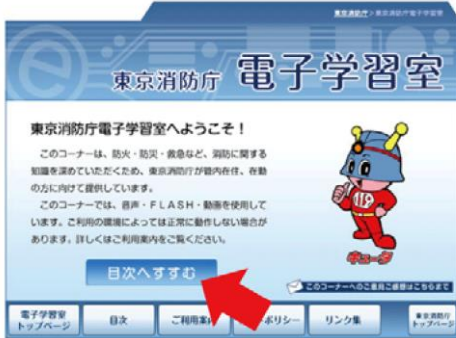 東京消防庁>東京消防庁電子学習室
東京消防庁 電子学習室
東京消防庁電子学習室へようこそ!
このコーナーは、防火・防災・救急など、消防に関する
知識を深めていただくため、東京消防庁が管内在住、在勤
の方に向けて提供しています。
このコーナーでは、音声・FLASH・動画を使用して
います。ご利用の環境によっては正常に動作しない場合が
あります。詳しくはご利用案内をご覧ください。
119
キュータ
目次へすすむ
このコーナーへのご意見ご感想はこちらまで
電子学習室
トップページ
目次
ご利用案
ポリシー
リンク集
東京消防庁
トップページ